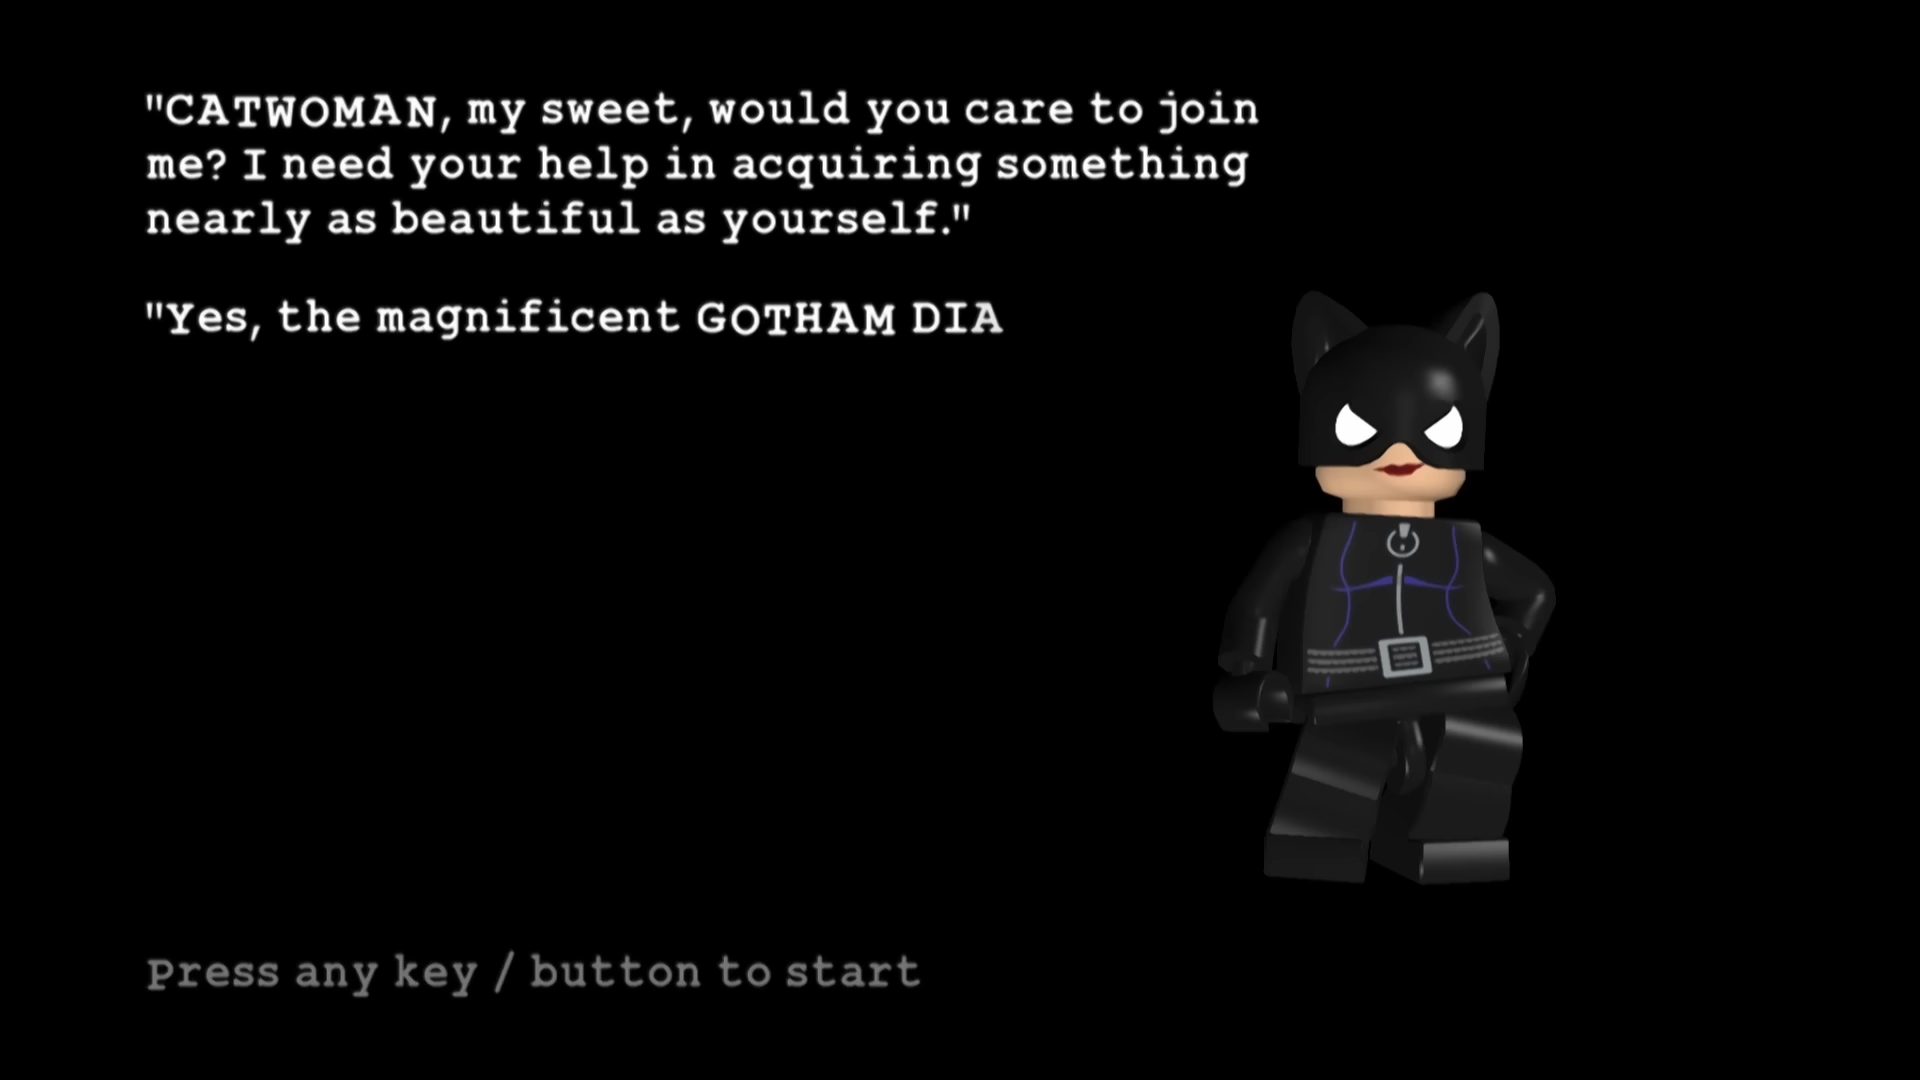 "CATWOMAN, my sweet, would you care to join
me? I need your help in acquiring something
nearly as beautiful as yourself."
"Yes, the magnificent GOTHAM DIA
Press any key / button to start